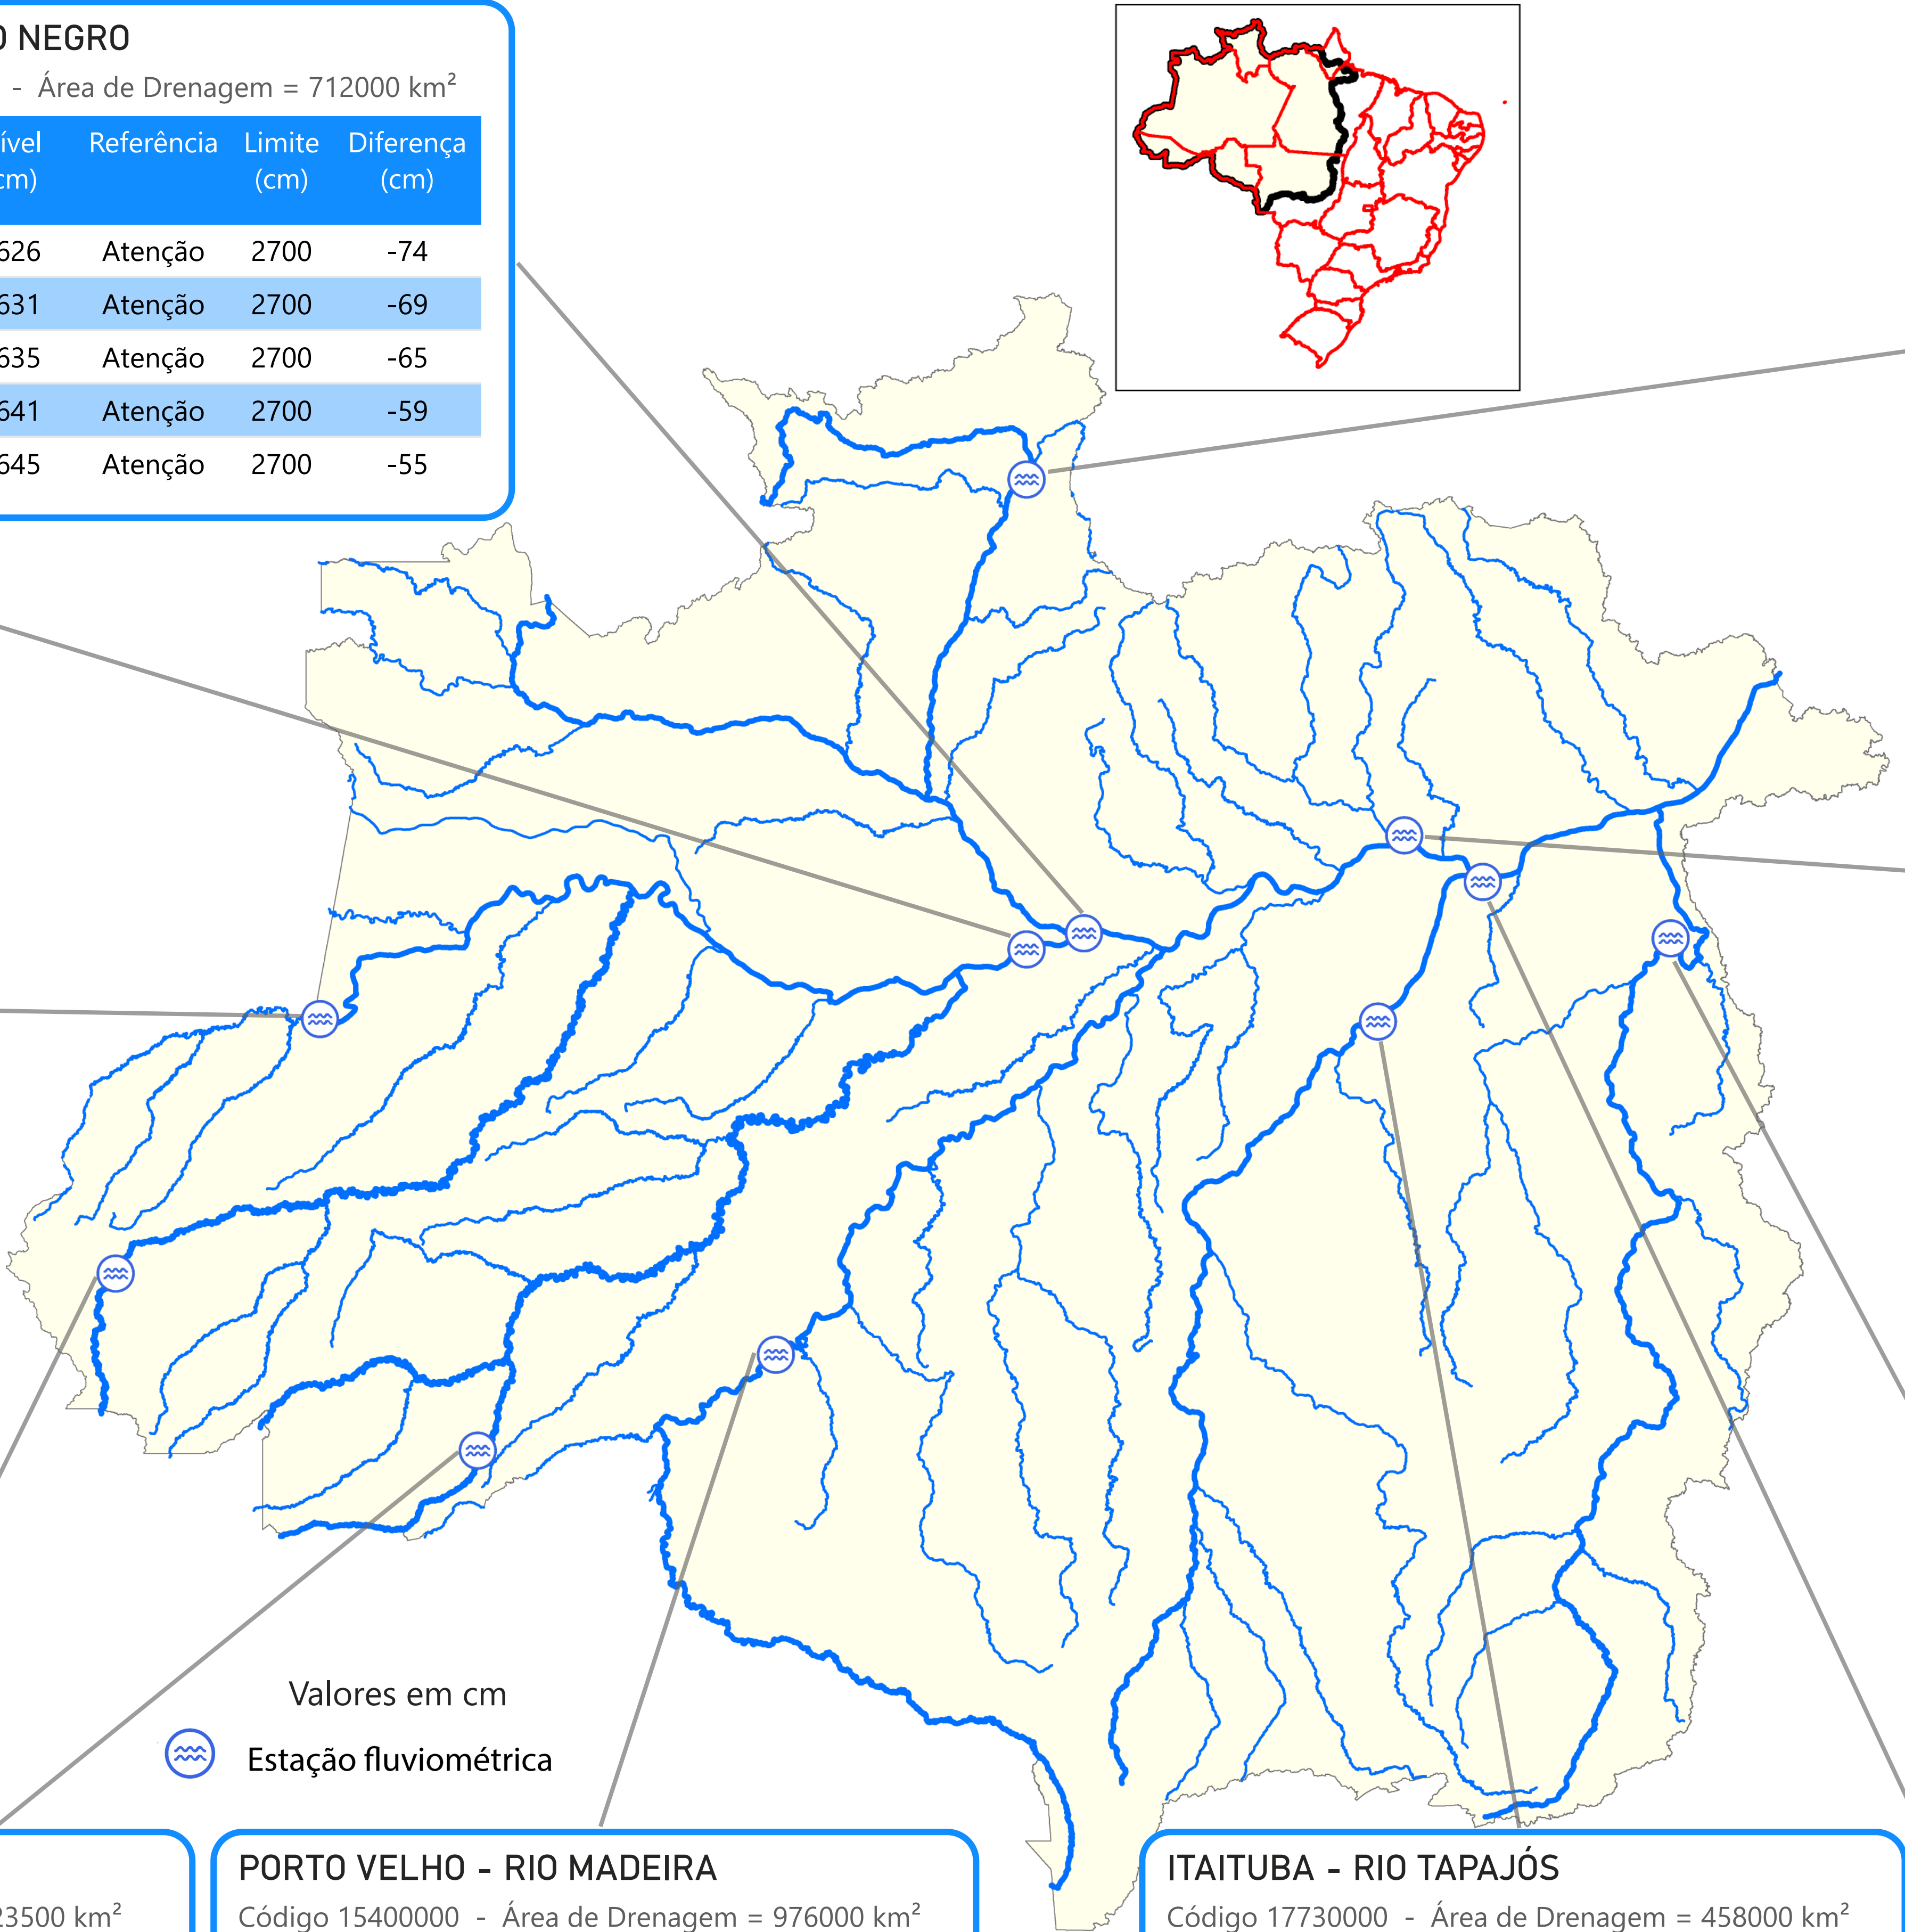 NEGRO
- Área de Drenagem = 712000 km²
Referência Limite Diferença
(cm) (cm)
626 Atenção 2700 -74
631 Atenção 2700 -69
635 Atenção 2700 -65
641 Atenção 2700 -59
645 Atenção 2700 -55
Valores em cm
Estação fluviométrica
23500 km²
PORTO VELHO - RIO MADEIRA
Código 15400000 - Área de Drenagem = 976000 km²
ITAITUBA - RIO TAPAJÓS
Código 17730000 - Área de Drenagem = 458000 km²